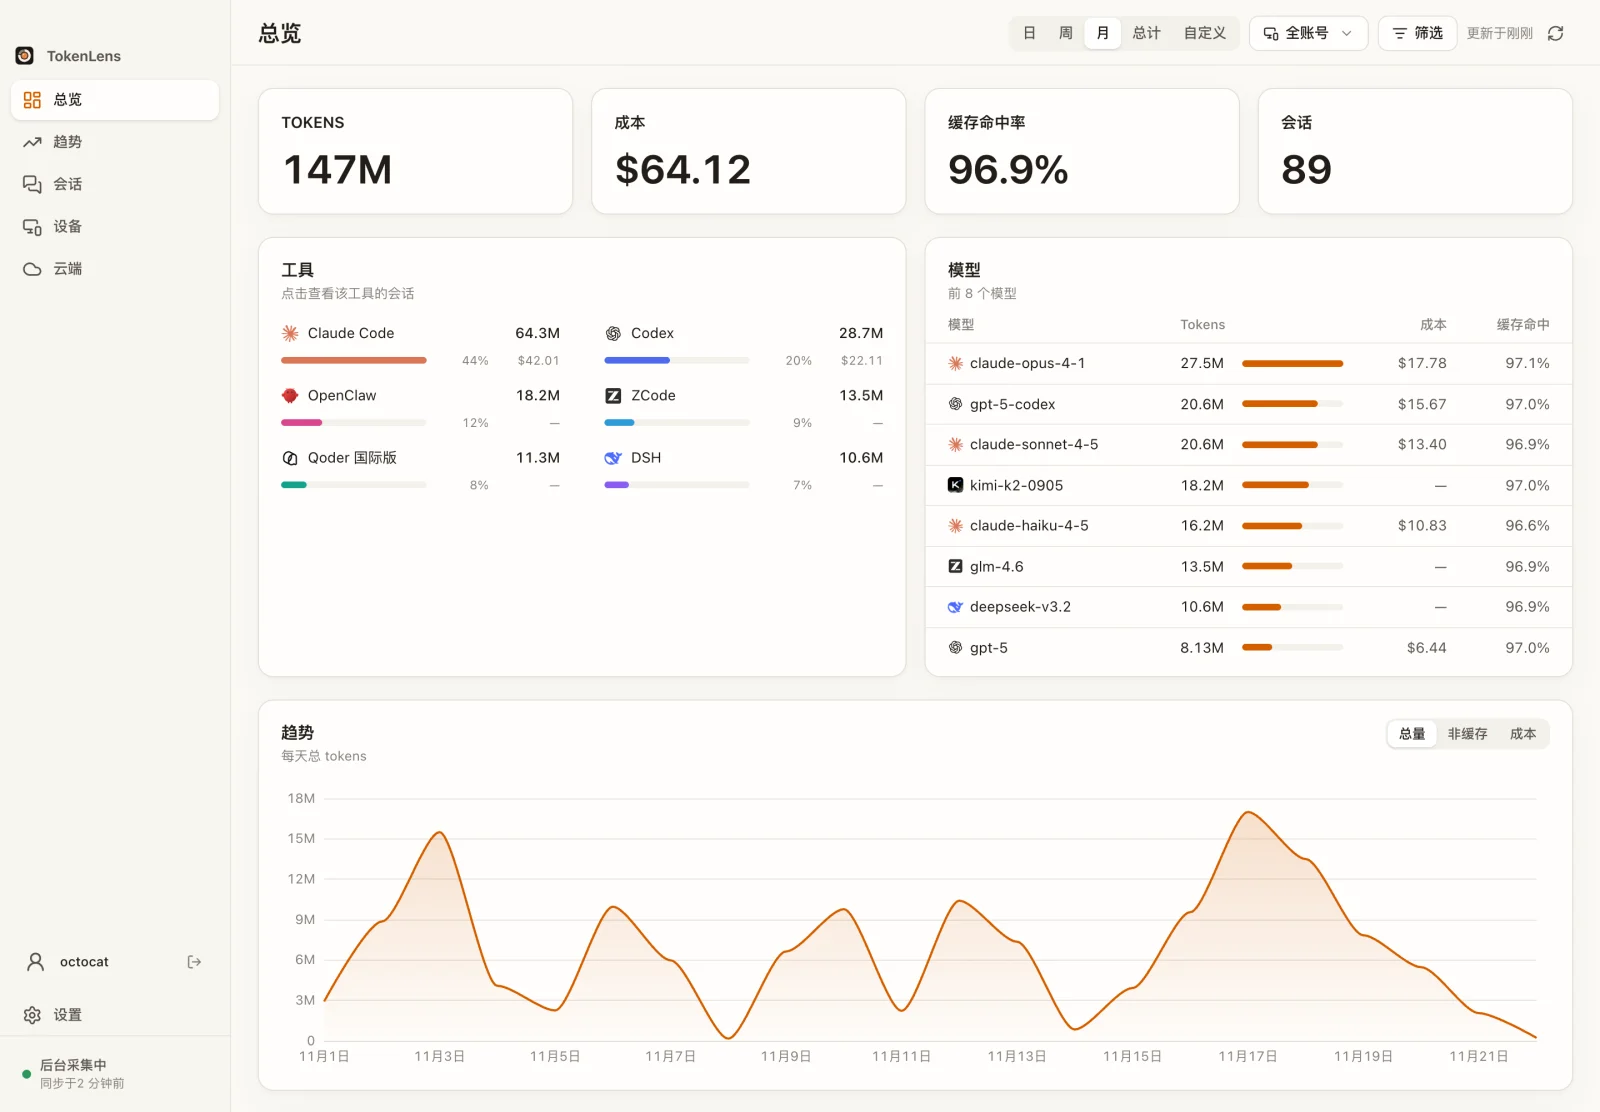 TokenLens
总览
趋势
会话
设备
云端
octocat
设置
后台采集中
同步于2 分钟前
总览
日 周 月 总计 自定义 全账号 筛选 更新于刚刚
TOKENS
147M
成本
$64.12
缓存命中率
96.9%
会话
89
工具
点击查看该工具的会话
Claude Code 64.3M
44% $42.01
Codex 28.7M
20% $22.11
OpenClaw 18.2M
12% —
ZCode 13.5M
9% —
Qoder 国际版 11.3M
8% —
DSH 10.6M
7% —
模型
前 8 个模型
模型 Tokens 成本 缓存命中
claude-opus-4-1 27.5M $17.78 97.1%
gpt-5-codex 20.6M $15.67 97.0%
claude-sonnet-4-5 20.6M $13.40 96.9%
kimi-k2-0905 18.2M — 97.0%
claude-haiku-4-5 16.2M $10.83 96.6%
glm-4.6 13.5M — 96.9%
deepseek-v3.2 10.6M — 96.9%
gpt-5 8.13M $6.44 97.0%
趋势
每天总 tokens
总量 非缓存 成本
18M
15M
12M
9M
6M
3M
0
11月1日 11月3日 11月5日 11月7日 11月9日 11月11日 11月13日 11月15日 11月17日 11月19日 11月21日